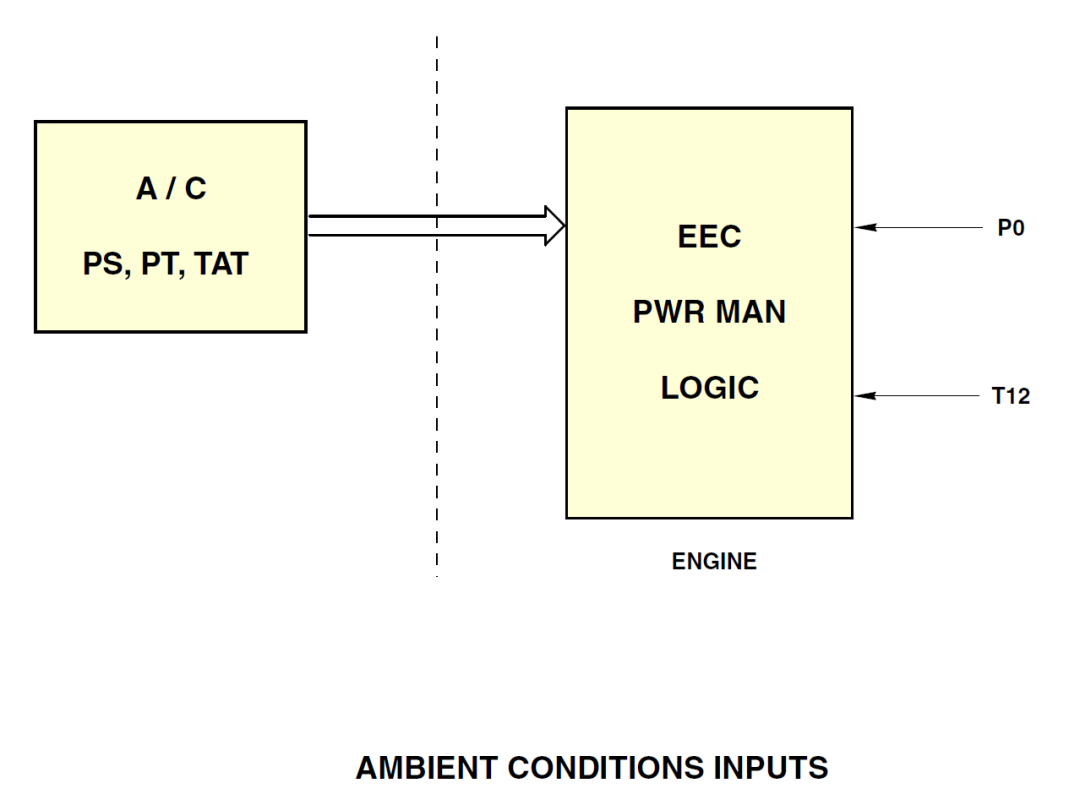 A / C
PS, PT, TAT
EEC
PWR MAN
LOGIC
P0
T12
ENGINE
AMBIENT CONDITIONS INPUTS